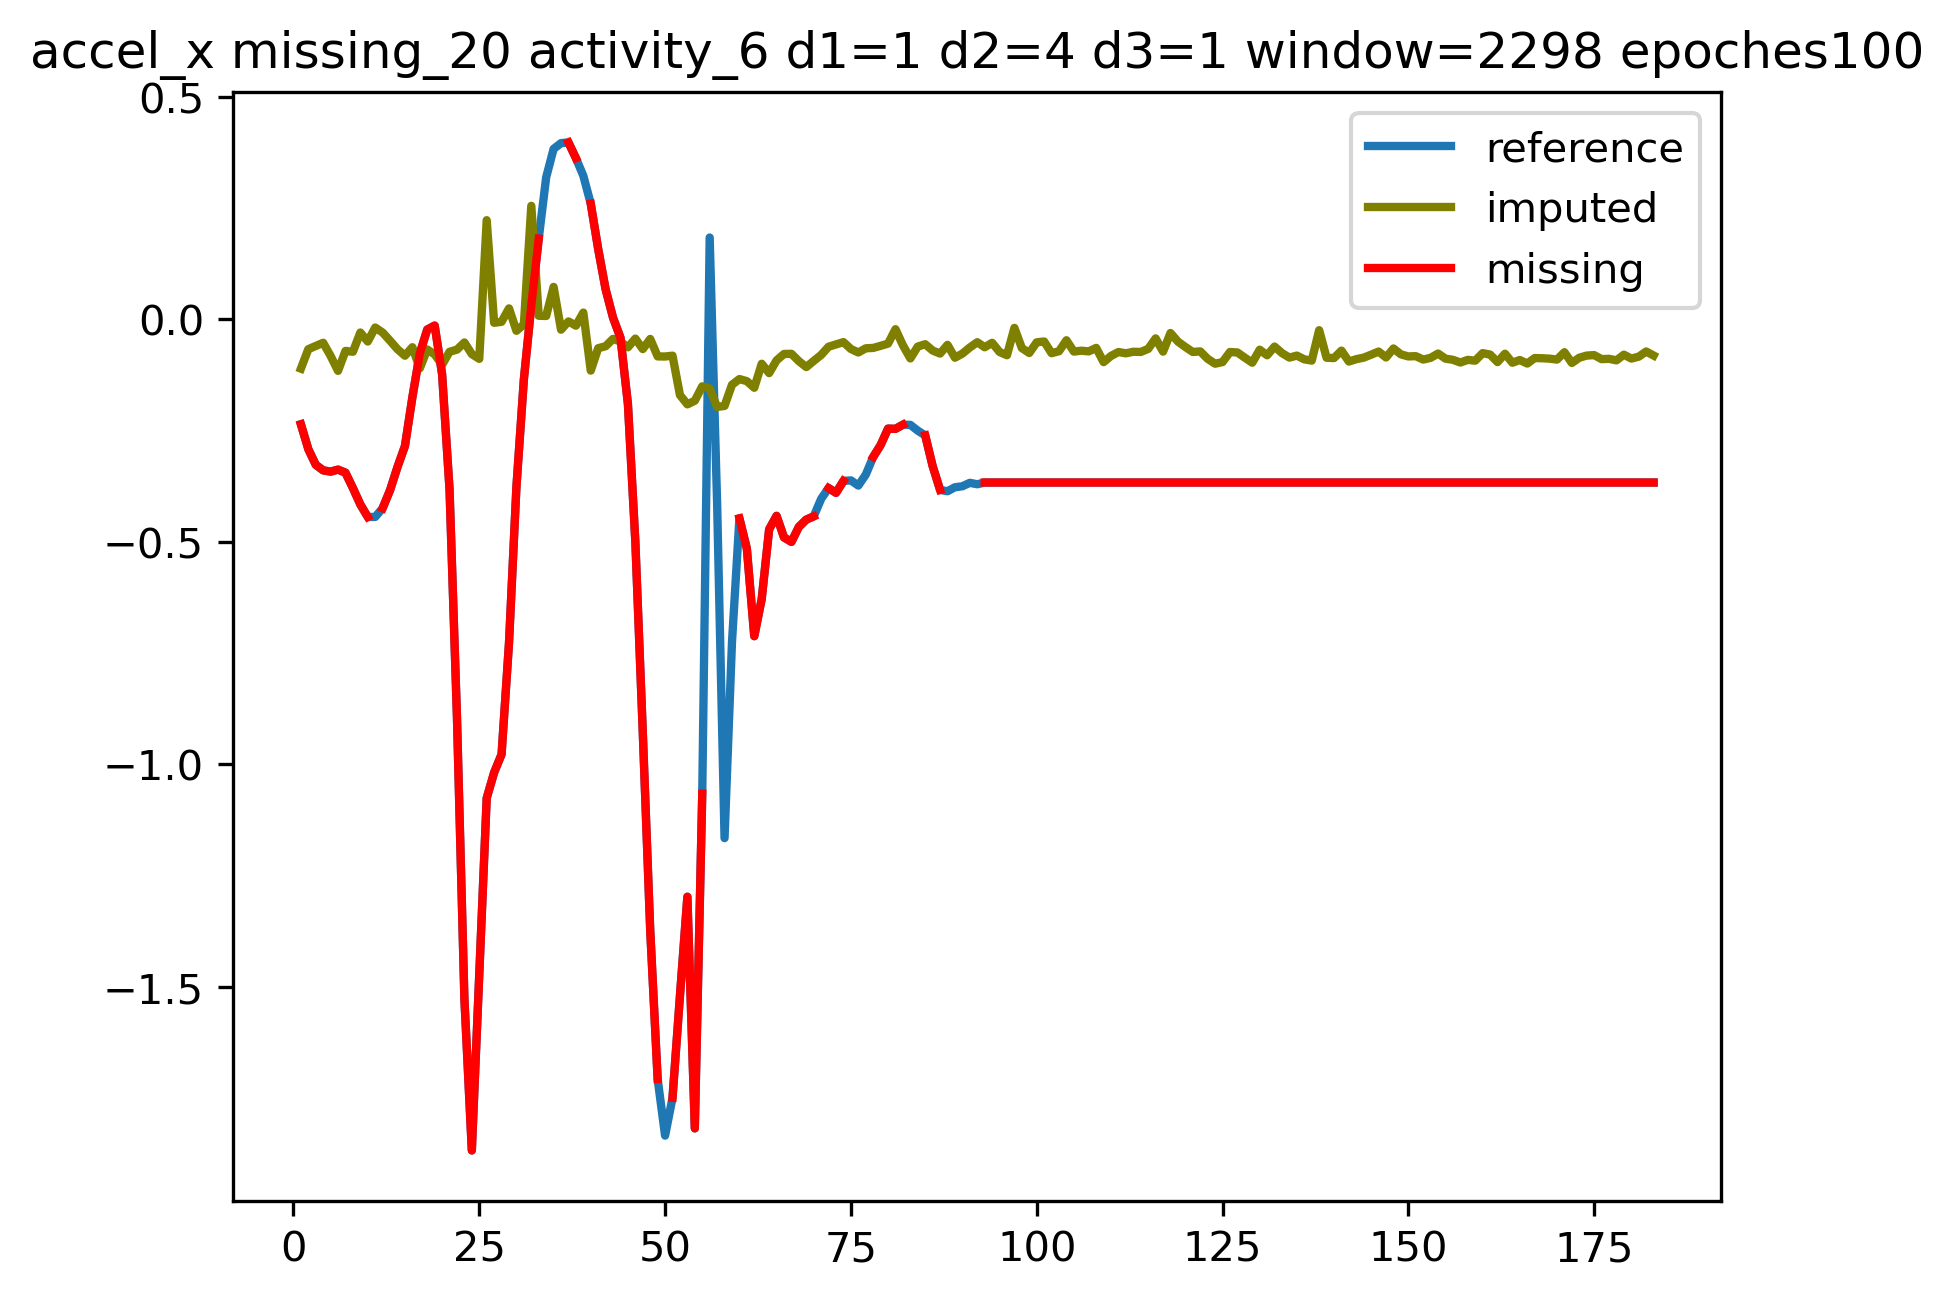 accel_x missing_20 activity_6 d1=1 d2=4 d3=1 window=2298 epoches100
0.5
0.0
−0.5
−1.0
−1.5
reference
imputed
missing
0 25 50 75 100 125 150 175